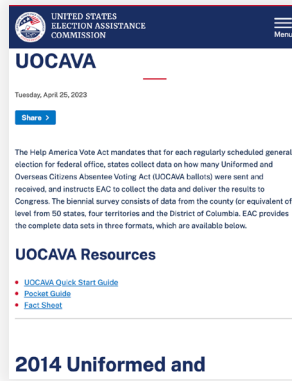 UNITED STATES
ELECTION ASSISTANCE
COMMISSION
Menu
UOCAVA
Tuesday, April 25, 2023
Share >
The Help America Vote Act mandates that for each regularly scheduled general
election for federal office, states collect data on how many Uniformed and
Overseas Citizens Absentee Voting Act (UOCAVA ballots) were sent and
received, and instructs EAC to collect the data and deliver the results to
Congress. The biennial survey consists of data from the county (or equivalent of
level from 50 states, four territories and the District of Columbia. EAC provides
the complete data sets in three formats, which are available below.
UOCAVA Resources
UOCAVA Quick Start Guide
Pocket Guide
Fact Sheet
2014 Uniformed and